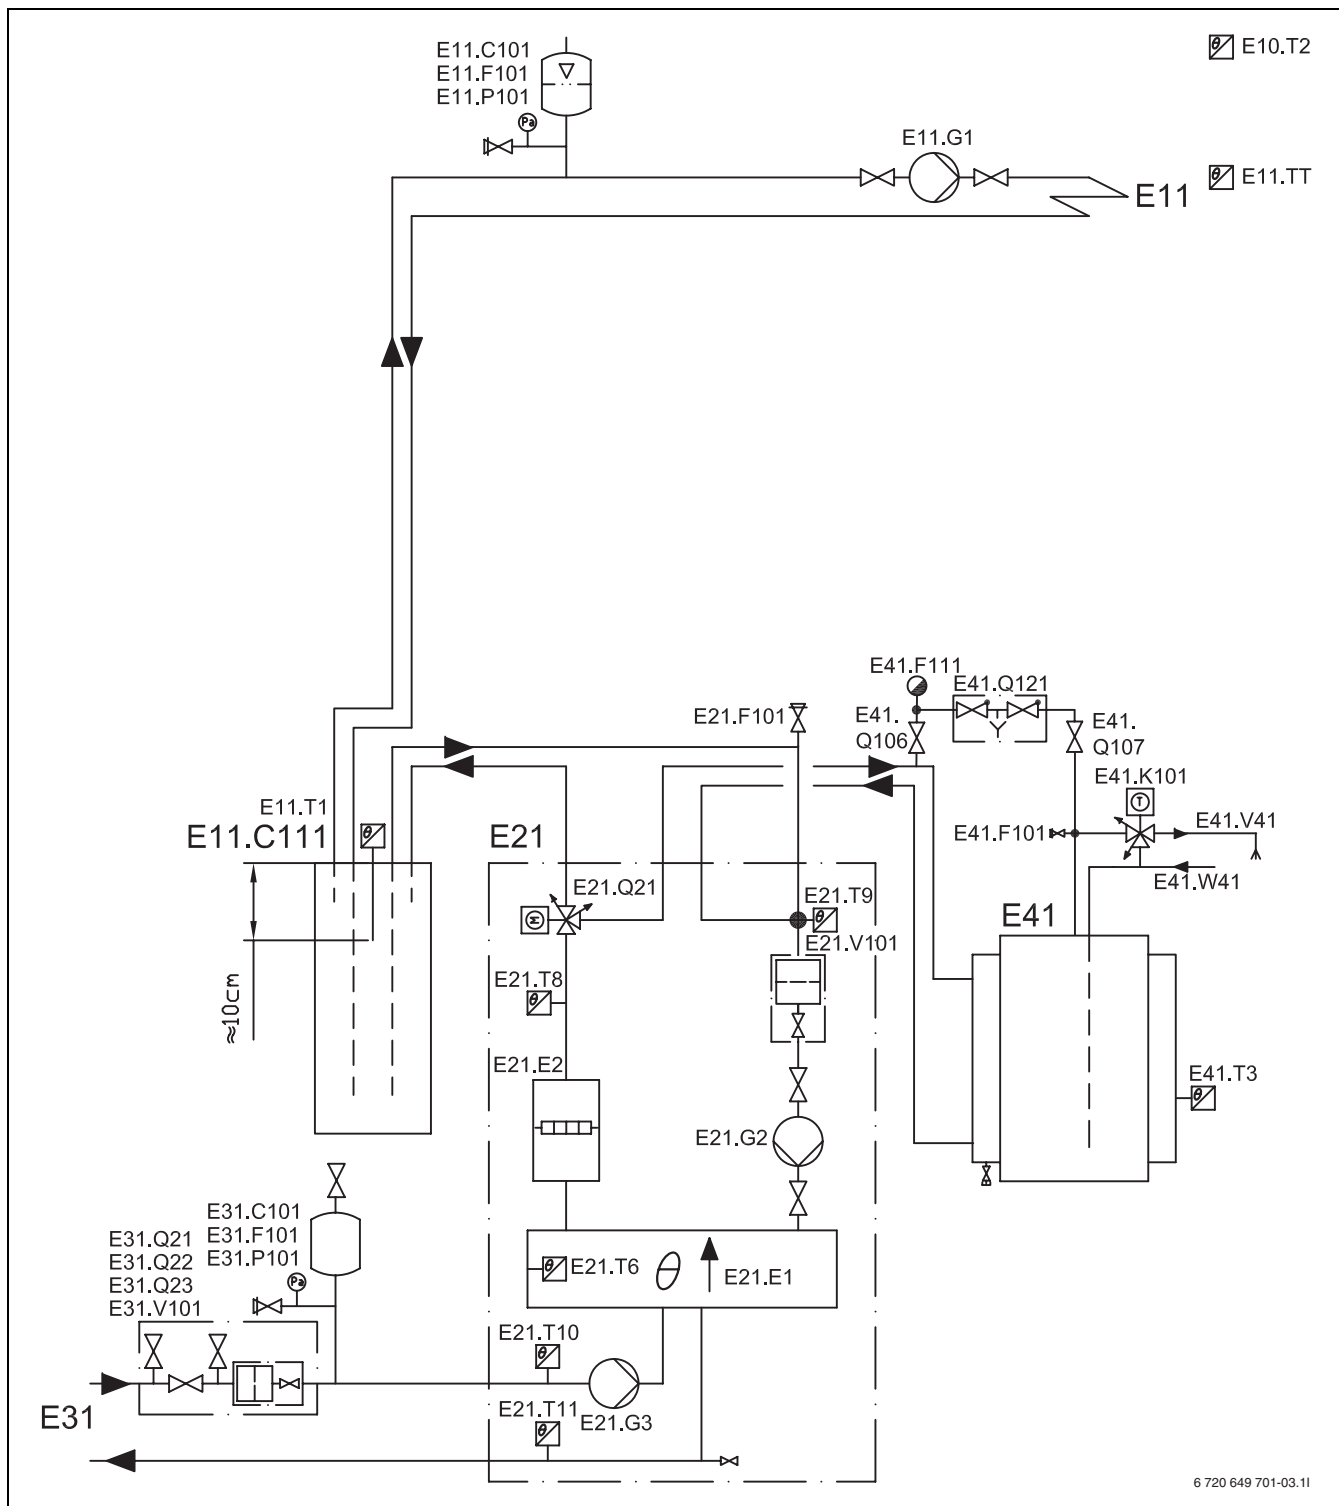 E11.C101
E11.F101
E11.P101
Pa
E10.T2
θ
E11.G1
E11.TT
θ
E11
E41.F111
E41.Q121
E21.F101
E41.
Q106
E41.
Q107
E41.K101
T
E11.T1
E11.C111
θ
E21
E41.F101
E41.V41
E41.W41
E21.Q21
M
E21.T9
θ
E41
E21.V101
E21.T8
θ
≈10cm
E21.E2
E41.T3
θ
E21.G2
E31.C101
E31.F101
E31.P101
Pa
E31.Q21
E31.Q22
E31.Q23
E31.V101
θ
E21.T6
E21.E1
E21.T10
θ
E31
E21.T11
θ
E21.G3
6 720 649 701-03.1I